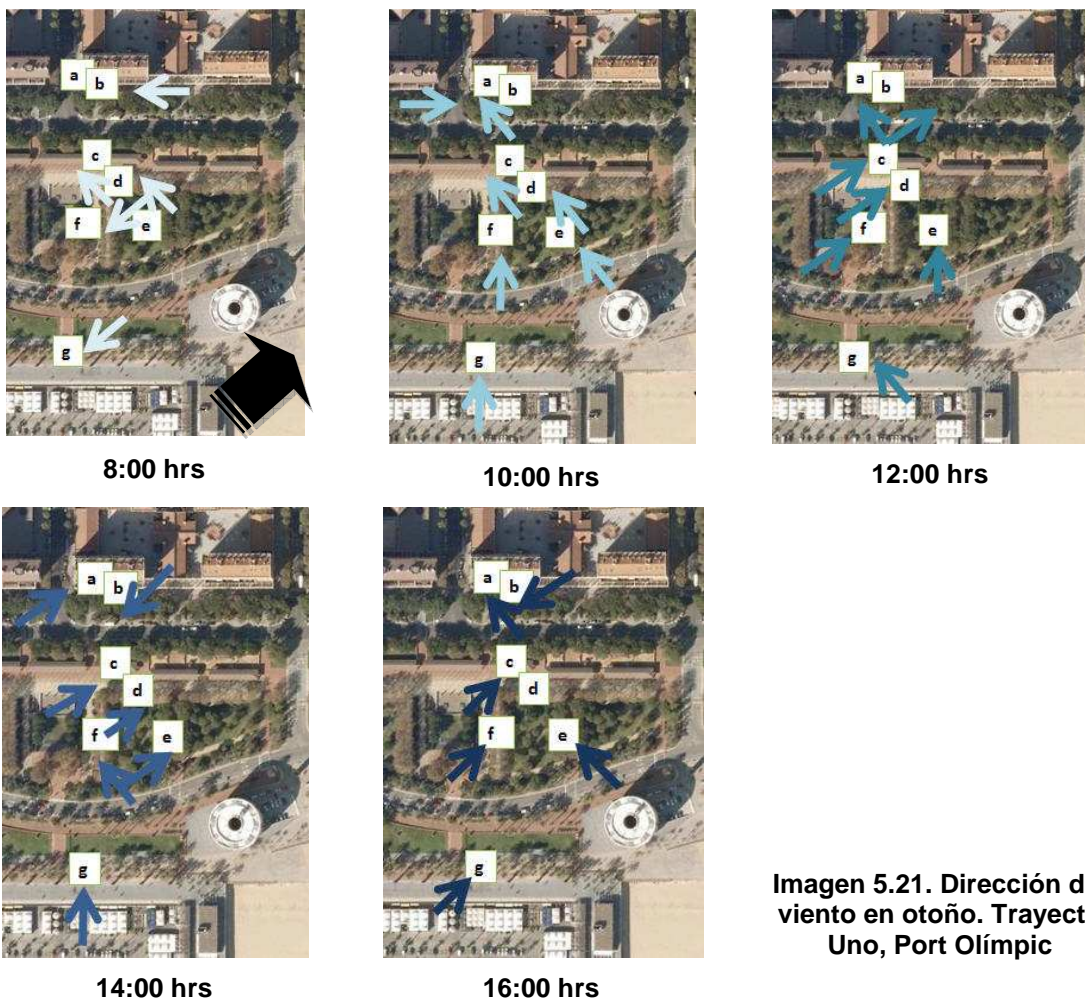 a
b
c
d
f
e
g
8:00 hrs
a
b
c
d
f
e
g
10:00 hrs
a
b
c
d
f
e
g
12:00 hrs
a
b
c
d
f
e
g
14:00 hrs
a
b
c
d
f
e
g
16:00 hrs
Imagen 5.21. Dirección d
viento en otoño. Trayect
Uno, Port Olímpic